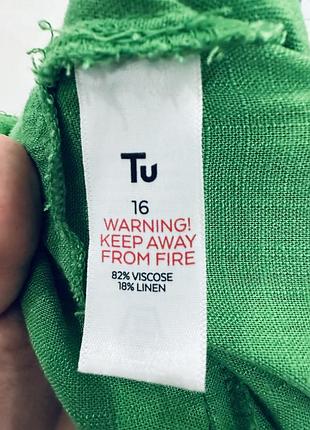 Tu
16
WARNING!
KEEP AWAY
FROM FIRE
82% VISCOSE
18% LINEN